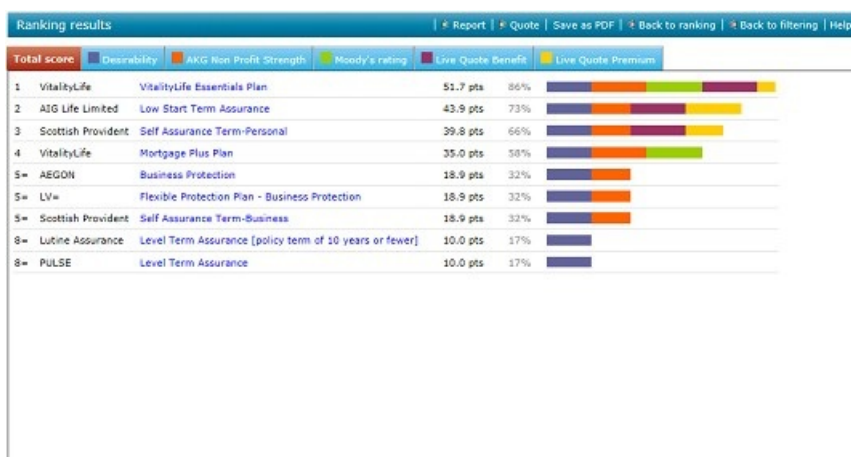 Ranking results | Report | Quote | Save as PDF | Back to ranking | Back to filtering | Help
Total score Desirability AKG Non Profit Strength Moody's rating Live Quote Benefit Live Quote Premium
1 VitalityLife VitalityLife Essentials Plan 51.7 pts 86%
2 AIG Life Limited Low Start Term Assurance 43.9 pts 73%
3 Scottish Provident Self Assurance Term-Personal 39.8 pts 66%
4 VitalityLife Mortgage Plus Plan 35.0 pts 58%
5= AEGON Business Protection 18.9 pts 32%
5= LV= Flexible Protection Plan - Business Protection 18.9 pts 32%
5= Scottish Provident Self Assurance Term-Business 18.9 pts 32%
8= Lutine Assurance Level Term Assurance [policy term of 10 years or fewer] 10.0 pts 17%
8= PULSE Level Term Assurance 10.0 pts 17%